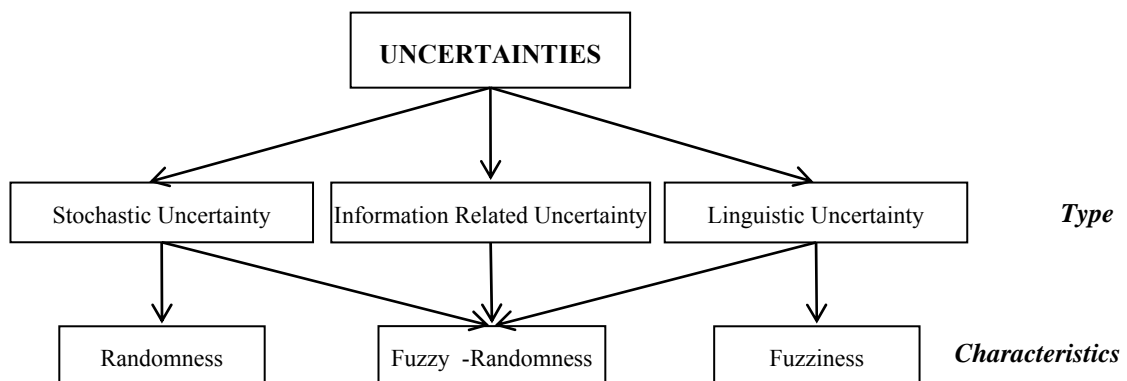 UNCERTAINTIES
Stochastic Uncertainty
Information Related Uncertainty
Linguistic Uncertainty
Type
Randomness
Fuzzy -Randomness
Fuzziness
Characteristics